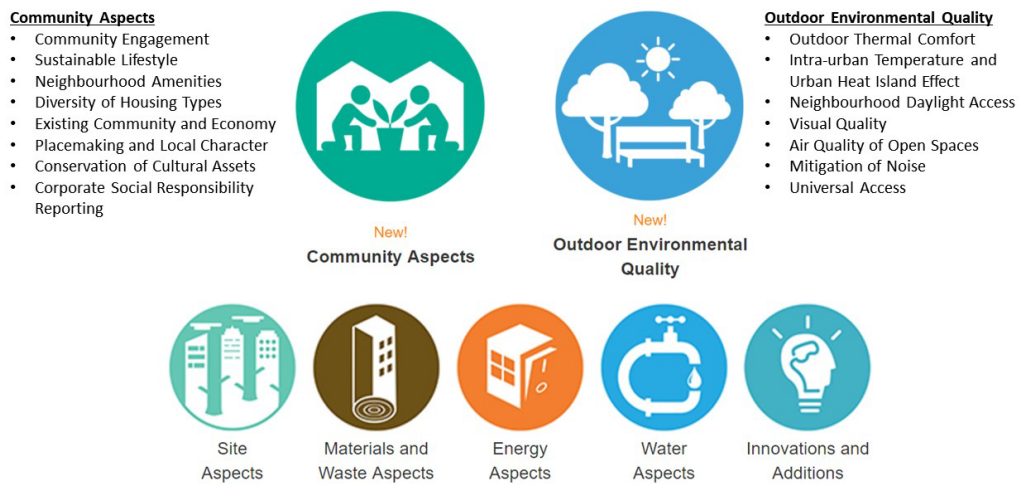 Community Aspects
• Community Engagement
• Sustainable Lifestyle
• Neighbourhood Amenities
• Diversity of Housing Types
• Existing Community and Economy
• Placemaking and Local Character
• Conservation of Cultural Assets
• Corporate Social Responsibility
Reporting
New!
Community Aspects
New!
Outdoor Environmental
Quality
Outdoor Environmental Quality
• Outdoor Thermal Comfort
• Intra-urban Temperature and
Urban Heat Island Effect
• Neighbourhood Daylight Access
• Visual Quality
• Air Quality of Open Spaces
• Mitigation of Noise
• Universal Access
Site
Aspects
Materials and
Waste Aspects
Energy
Aspects
Water
Aspects
Innovations and
Additions